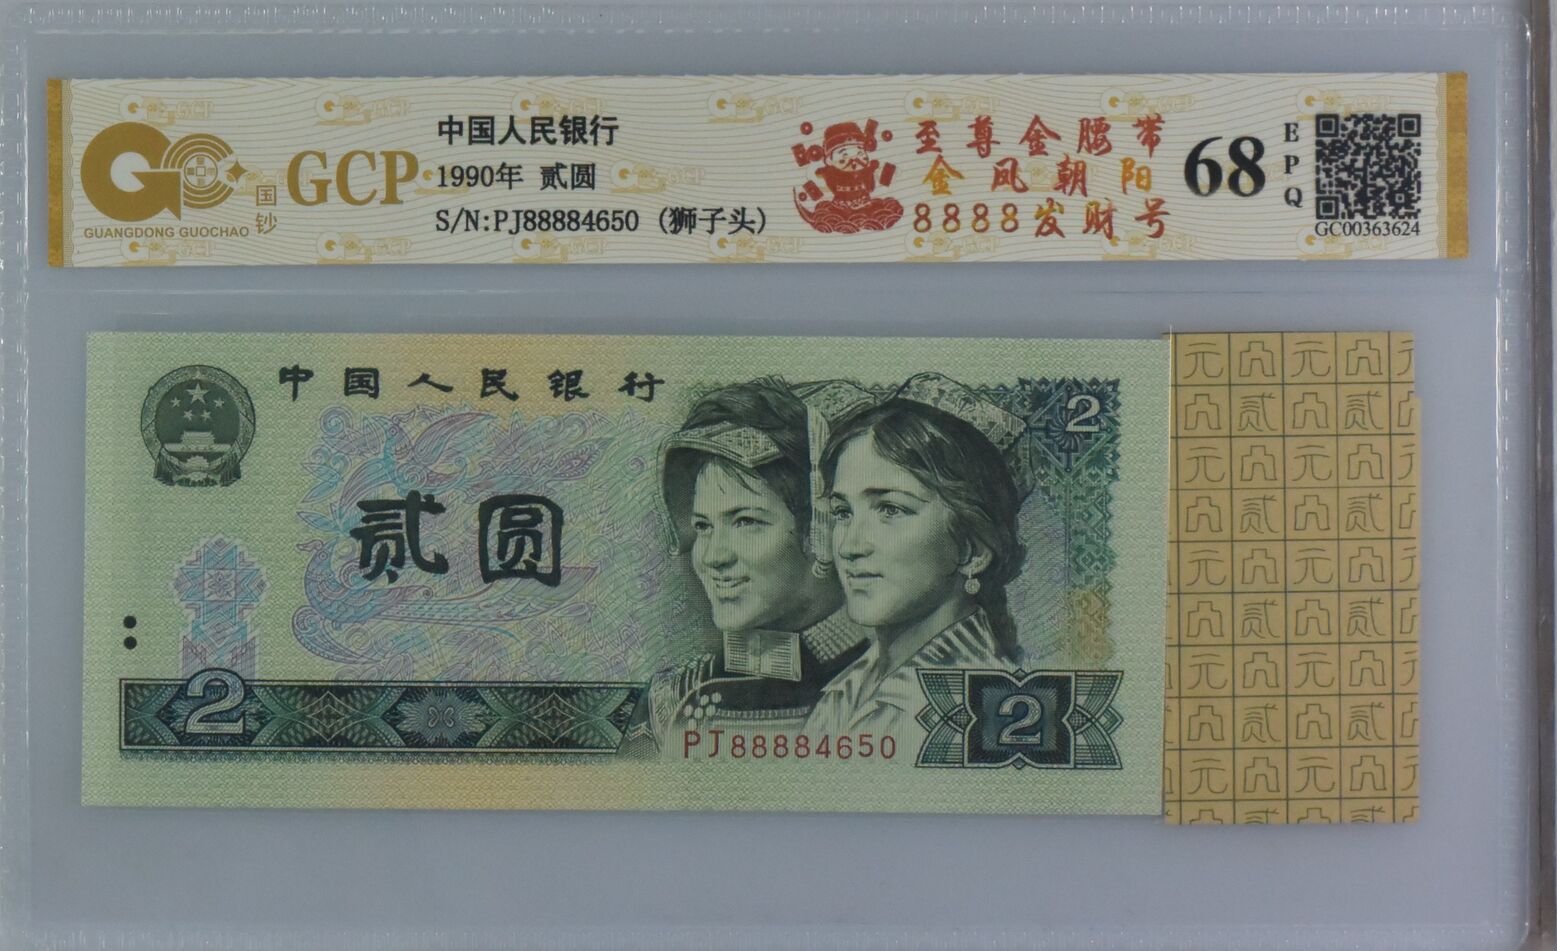 GCP
国钞
GUANGDONG GUOCHAO
中国人民银行
1990年 贰圆
S/N:PJ88884650 (狮子头)
至尊金腰带
金凤朝阳
8888发财号
68
EPQ
GC00363624
中国人民银行
贰圆
2
2
2
PJ88884650